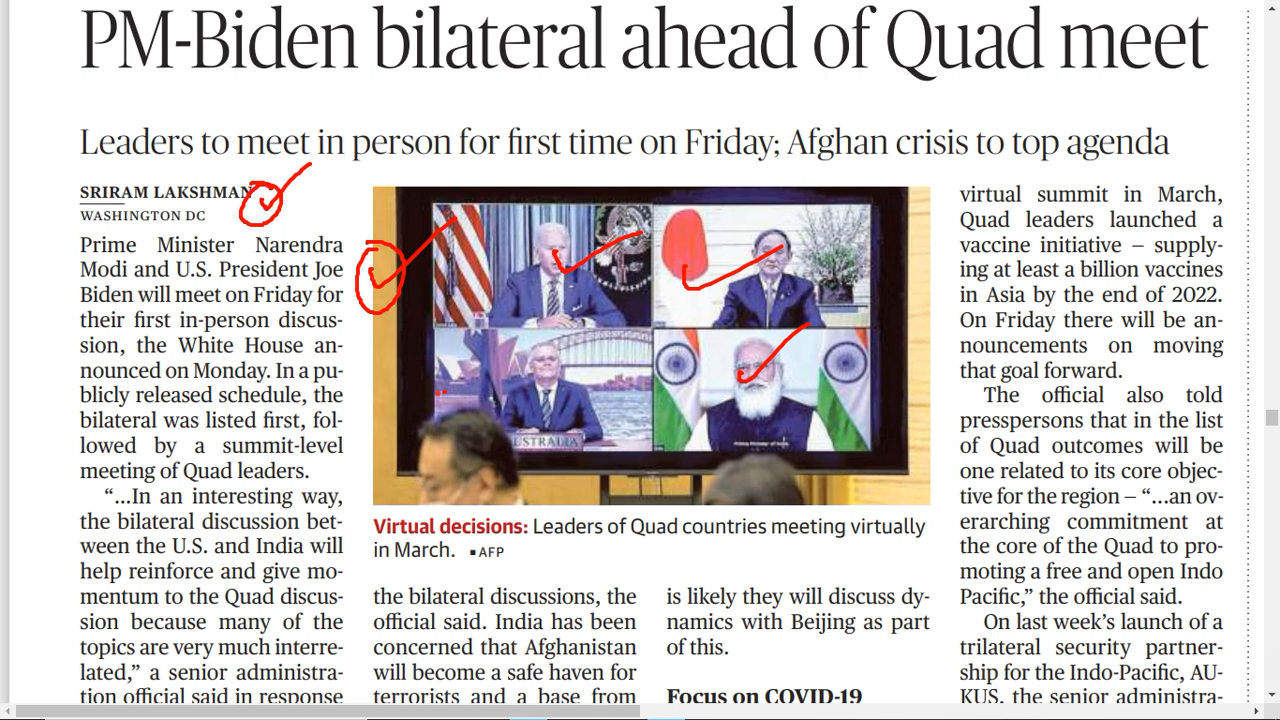 PM-Biden bilateral ahead of Quad meet
Leaders to meet in person for first time on Friday; Afghan crisis to top agenda
SRIRAM LAKSHMAN
WASHINGTON DC
Prime Minister Narendra
Modi and U.S. President Joe
Biden will meet on Friday for
their first in-person discus-
sion, the White House an-
nounced on Monday. In a pu-
blicly released schedule, the
bilateral was listed first, fol-
lowed by a summit-level
meeting of Quad leaders.
“...In an interesting way,
the bilateral discussion bet-
ween the U.S. and India will
help reinforce and give mo-
mentum to the Quad discus-
sion because many of the
topics are very much interre-
lated,” a senior administra-
tion official said in response
AUSTRALIA
Prime Minister of India
Virtual decisions: Leaders of Quad countries meeting virtually
in March. ▪AFP
the bilateral discussions, the
official said. India has been
concerned that Afghanistan
will become a safe haven for
terrorists and a base from
is likely they will discuss dy-
namics with Beijing as part
of this.
Focus on COVID-19
virtual summit in March,
Quad leaders launched a
vaccine initiative – supply-
ing at least a billion vaccines
in Asia by the end of 2022.
On Friday there will be an-
nouncements on moving
that goal forward.
The official also told
presspersons that in the list
of Quad outcomes will be
one related to its core objec-
tive for the region – “...an ov-
erarching commitment at
the core of the Quad to pro-
moting a free and open Indo
Pacific,” the official said.
On last week’s launch of a
trilateral security partner-
ship for the Indo-Pacific, AU-
KUS, the senior administra-